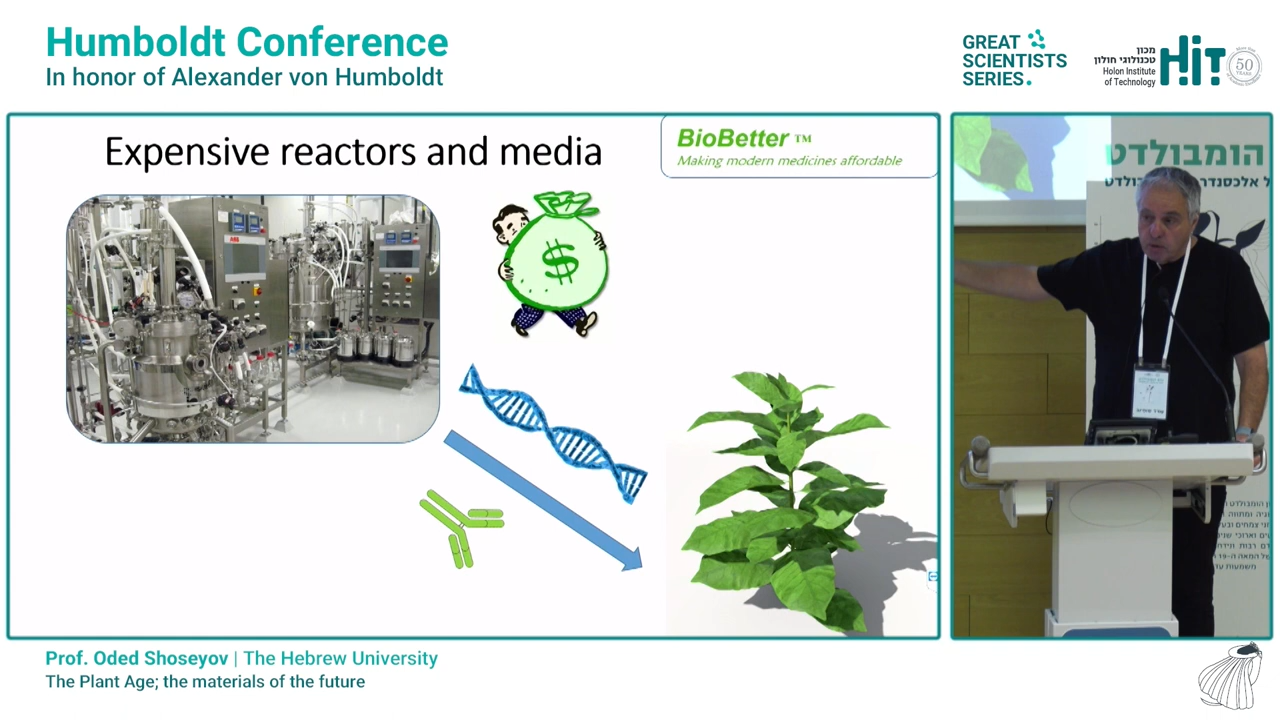 Humboldt Conference
In honor of Alexander von Humboldt
GREAT
SCIENTISTS
SERIES.
מכון
טכנולוגי חולון
Holon Institute
of Technology
HiT
50
YEARS
Expensive reactors and media
BioBetter TM
Making modern medicines affordable
ABB
$
הומבולדט
Prof. Oded Shoseyov | The Hebrew University
The Plant Age; the materials of the future